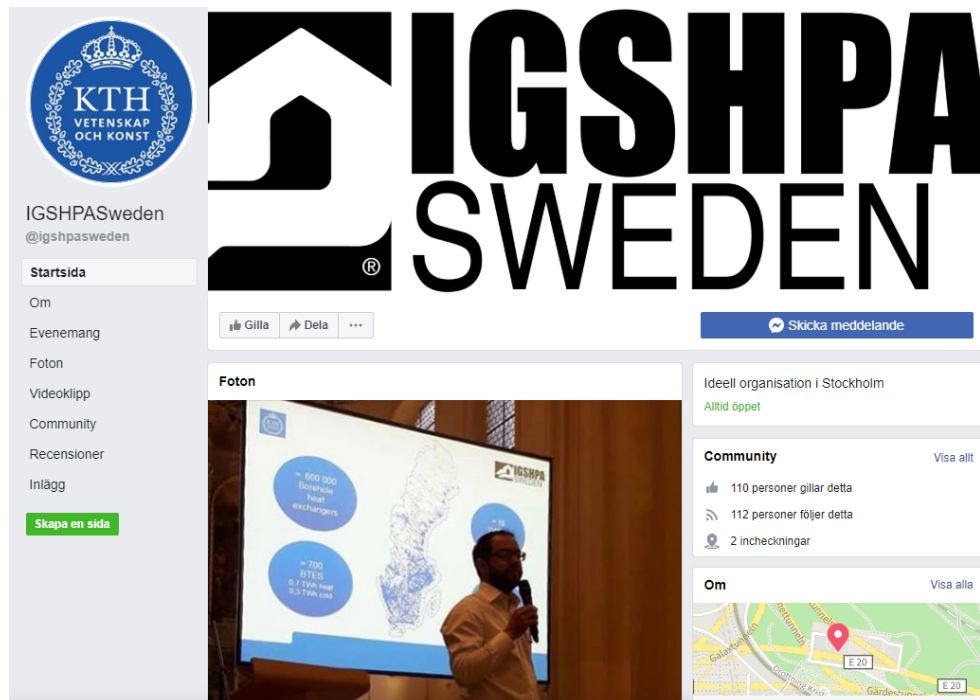 KTH
VETENSKAP
OCH KONST
IGSHPA
SWEDEN
®
IGSHPASweden
@igshpasweden
Startsida
Om
Evenemang
Foton
Videoklipp
Community
Recensioner
Inlägg
Skapa en sida
Gilla
Dela
Skicka meddelande
Foton
KTH
IGSHPA
SWEDEN
~ 600 000
Borehole
heat
exchangers
~ 700
BTES
0,7 TWh heat
0,3 TWh cold
Ideell organisation i Stockholm
Alltid öppet
Community
Visa allt
110 personer gillar detta
112 personer följer detta
2 incheckningar
Om
Visa alla
Galaxtunneln
E 20
E 20